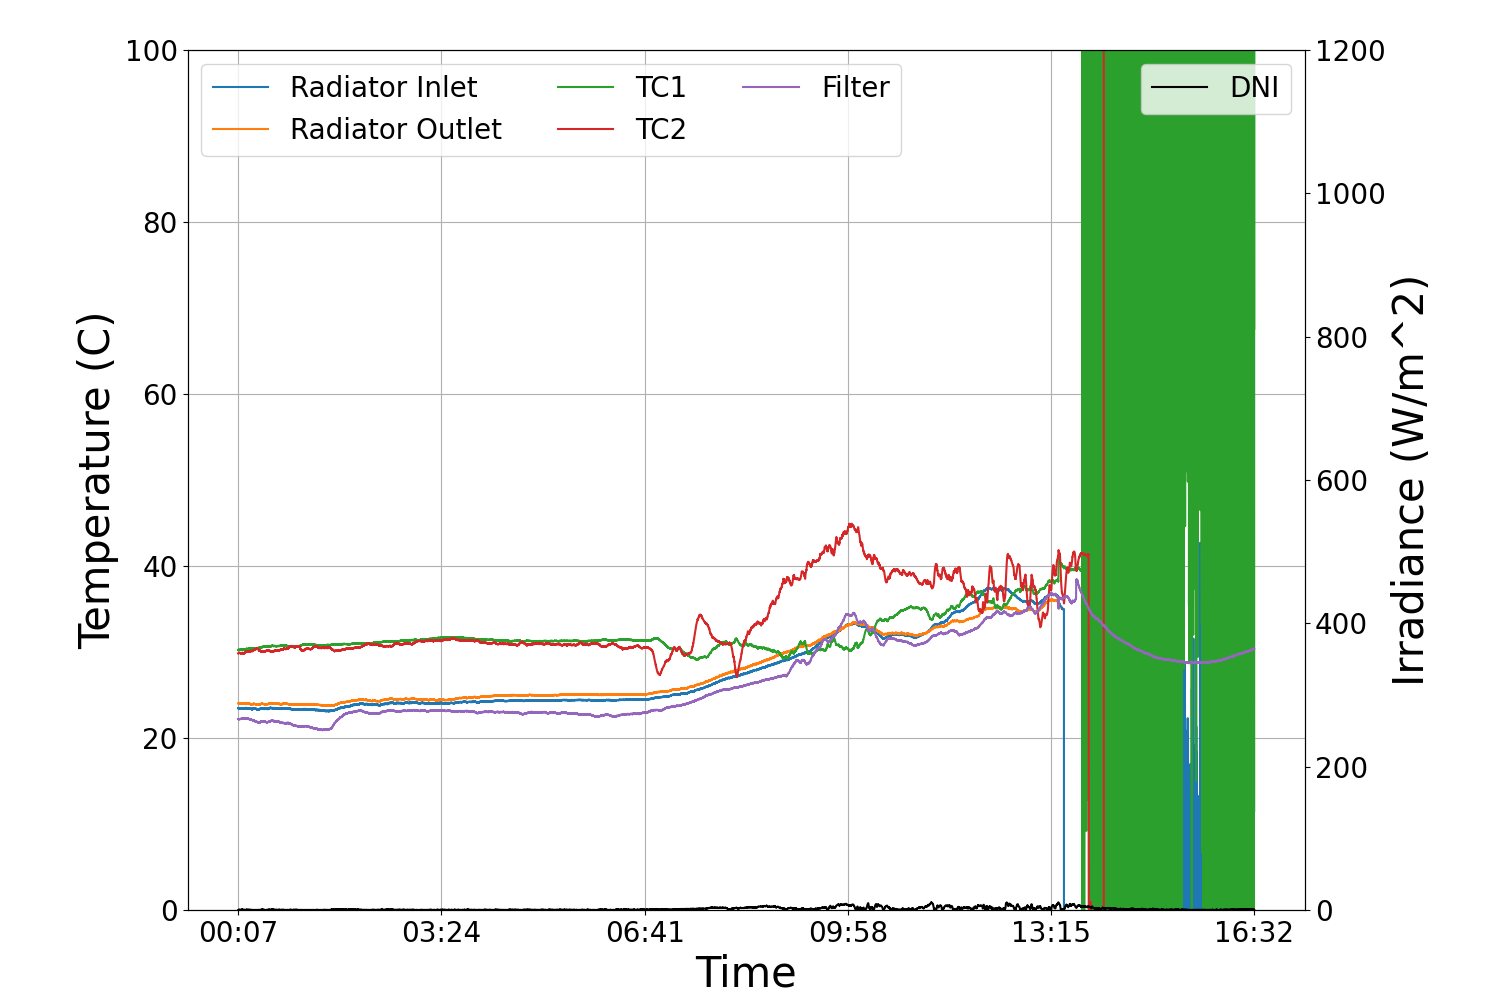 Radiator Inlet
Radiator Outlet
TC1
TC2
Filter
DNI
Temperature (C)
100
80
60
40
20
0
1200
1000
800
600
400
200
0
Irradiance (W/m^2)
00:07 03:24 06:41 09:58 13:15 16:32
Time